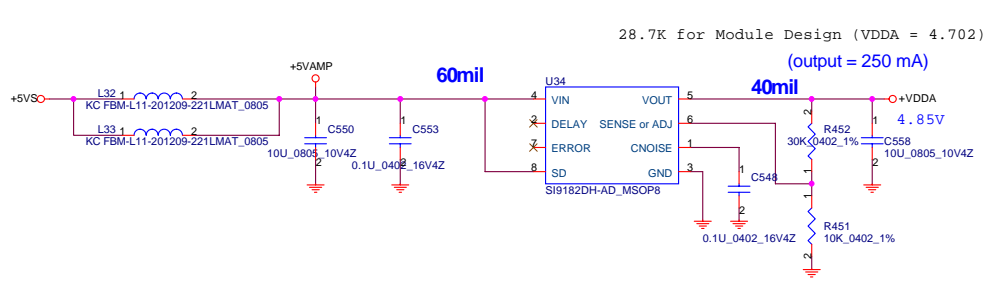 28.7K for Module Design (VDDA = 4.702)
(output = 250 mA)
+5VAMP
60mil
40mil
U34
+5VS
L32 1 2
KC FBM-L11-201209-221LMAT_0805
4 VIN
VOUT 5
+VDDA
4.85V
2 DELAY
SENSE or ADJ 6
L33 1 2
KC FBM-L11-201209-221LMAT_0805
1
C550
10U_0805_10V4Z
2
1
C553
0.1U_0402_16V4Z
2
7 ERROR
CNOISE 1
8 SD
GND 3
SI9182DH-AD_MSOP8
2
R452
30K_0402_1%
1
1
C558
10U_0805_10V4Z
2
1
C548
2
0.1U_0402_16V4Z
1
R451
10K_0402_1%
2